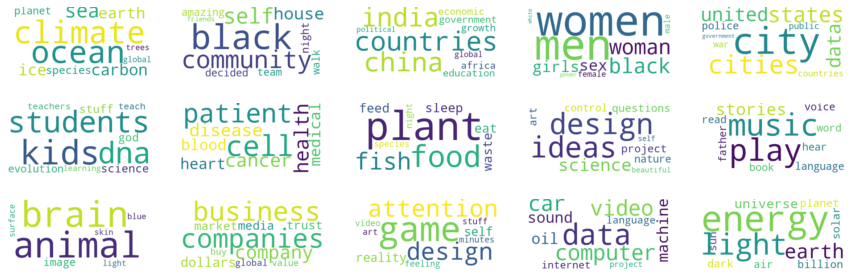 planet sea earth
climate
ocean trees
global
ice species carbon
amazing self house
friends
black night
community walk
decided team
india economic
government
political growth
countries
global
china africa
education
white women male
men woman
girls sex black
gender female
united states
police public
war city data
government
cities
countries
teachers stuff teach
students
god
kids dna
evolution learning science
patient
disease cell health medical
blood
heart cancer
feed night sleep
plant
species eat
fish food waste
art control questions
design self
ideas project
nature
science beautiful
stories voice
read music word
father play hear
book language
surface brain blue
skin
animal
image light
business
market media trust
companies
buy company
dollars global value
attention
video game stuff
art self
minutes
reality design
feeling
car video
sound language machine
oil data
computer
internet project
universe planet
energy solar
sun light earth
dark air billion